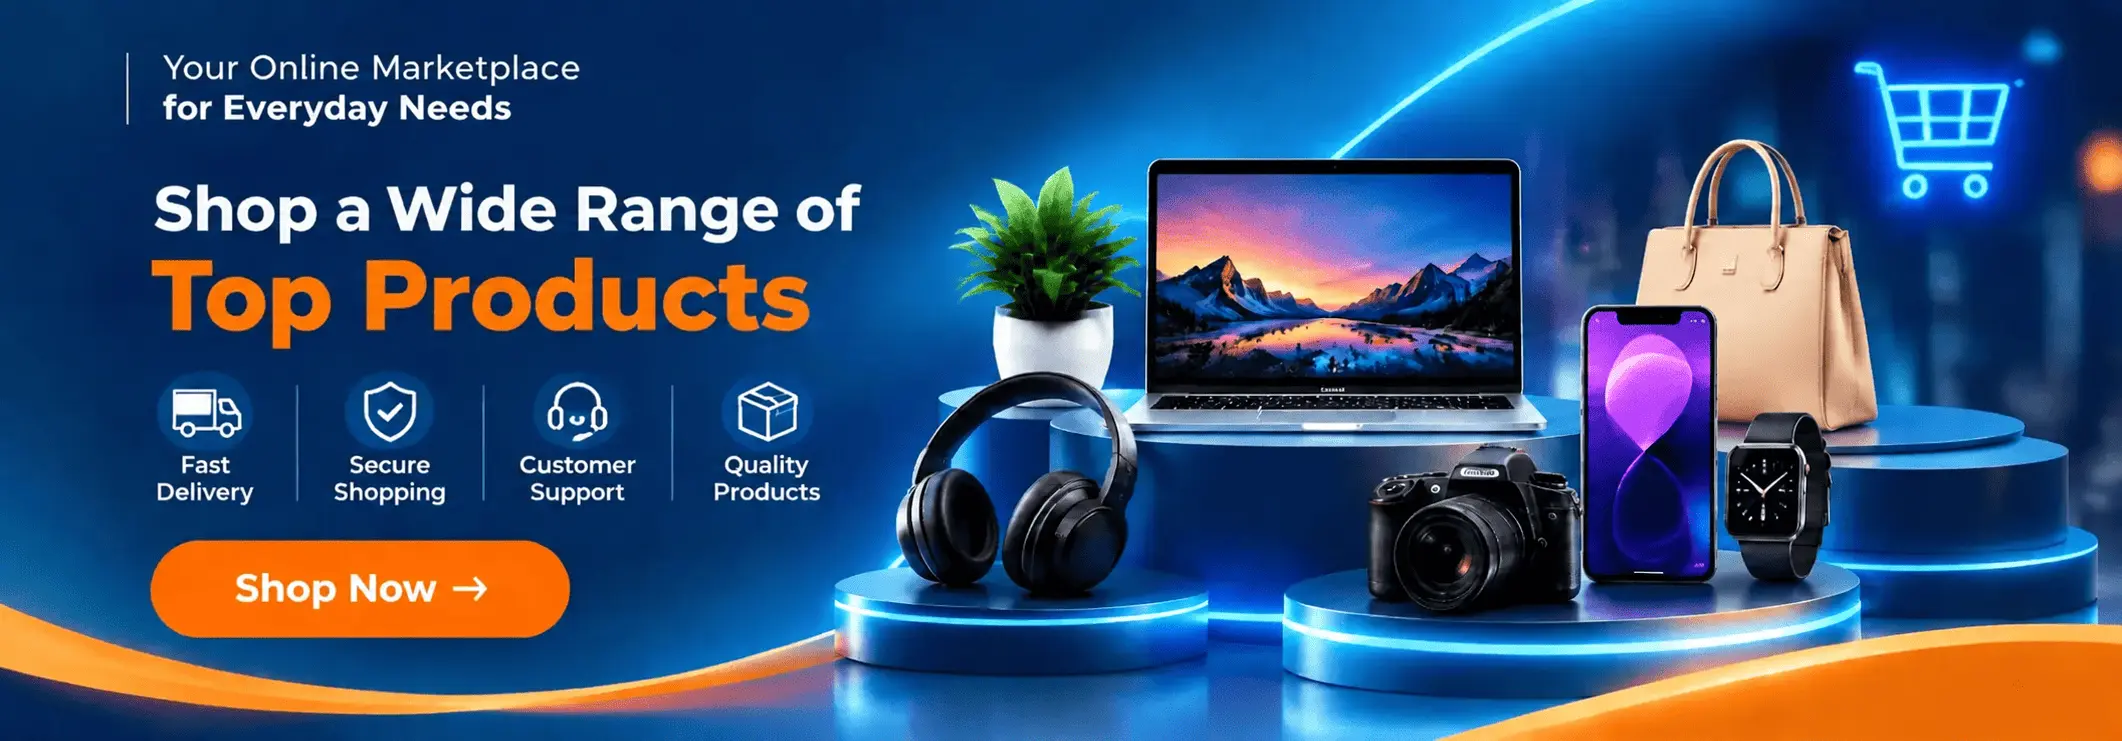 Your Online Marketplace
for Everyday Needs
Shop a Wide Range of
Top Products
Fast
Delivery
Secure
Shopping
Customer
Support
Quality
Products
Shop Now →